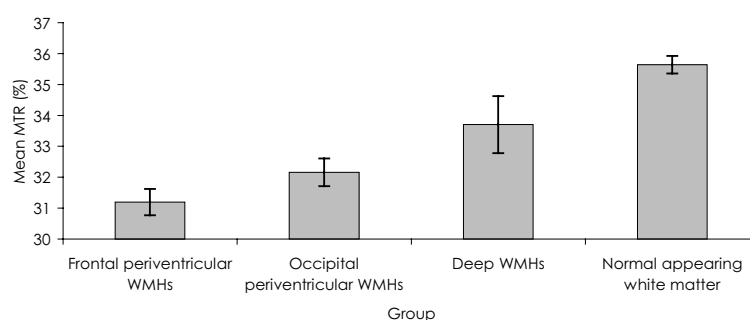 37
36
35
34
33
32
31
30
Mean MTR (%)
Frontal periventricular
WMHs
Occipital
periventricular WMHs
Deep WMHs
Normal appearing
white matter
Group